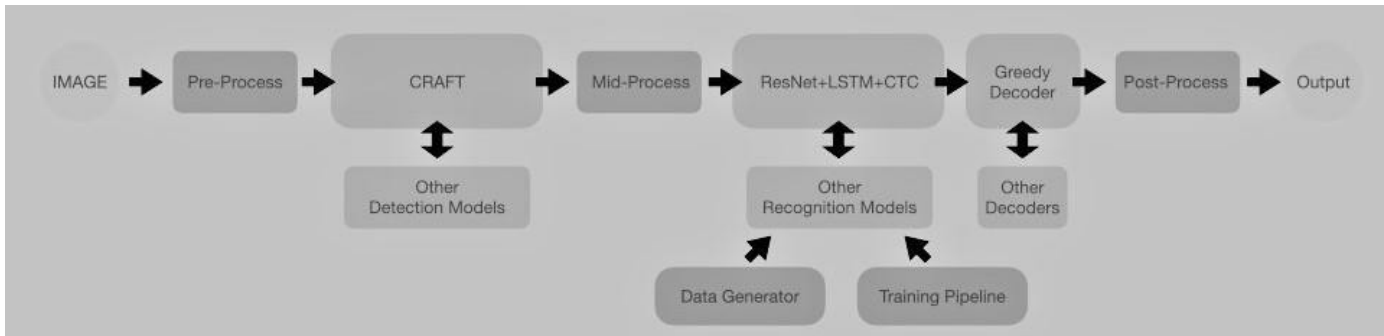 IMAGE
Pre-Process
CRAFT
Mid-Process
ResNet+LSTM+CTC
Greedy
Decoder
Post-Process
Output
Other
Detection Models
Other
Recognition Models
Other
Decoders
Data Generator
Training Pipeline